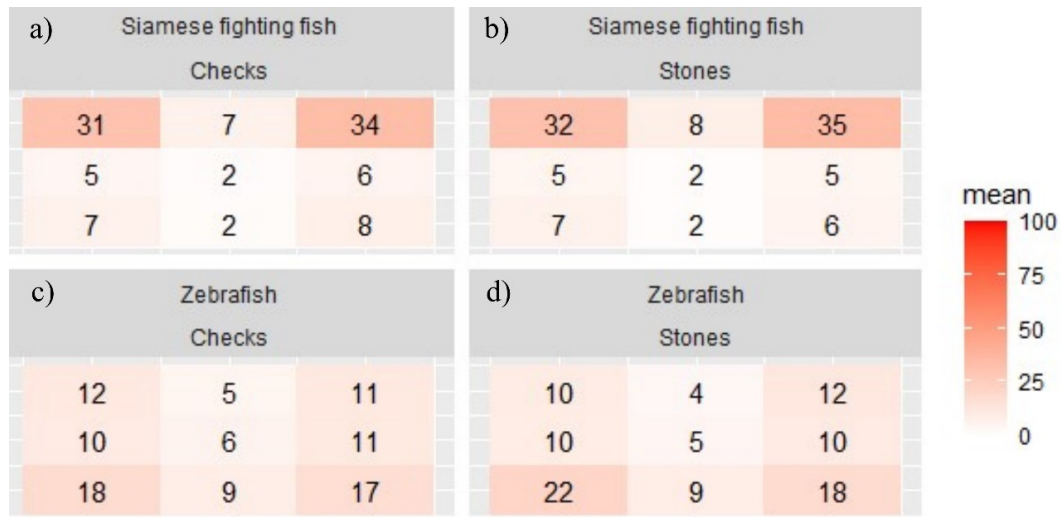 a) Siamese fighting fish
Checks
31 7 34
5 2 6
7 2 8
b) Siamese fighting fish
Stones
32 8 35
5 2 5
7 2 6
c) Zebrafish
Checks
12 5 11
10 6 11
18 9 17
d) Zebrafish
Stones
10 4 12
10 5 10
22 9 18
mean
100
75
50
25
0